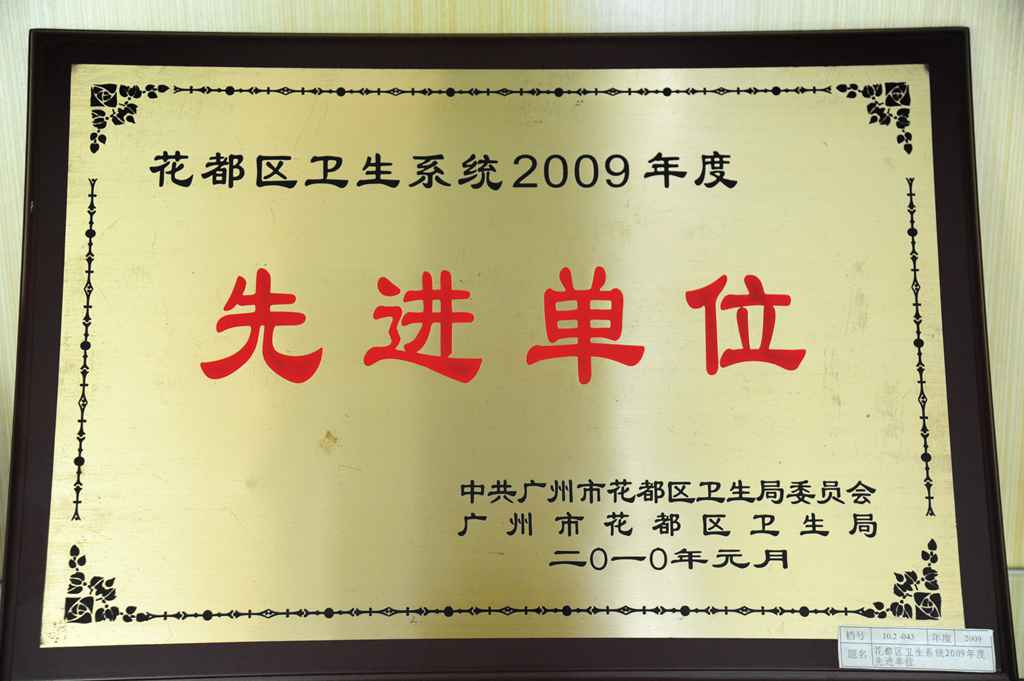 花都区卫生系统2009年度
先进单位
中共广州市花都区卫生局委员会
广州市花都区卫生局
二0一0年元月
档号 10.2-043 年度 2009
题名 花都区卫生系统2009年度
先进单位